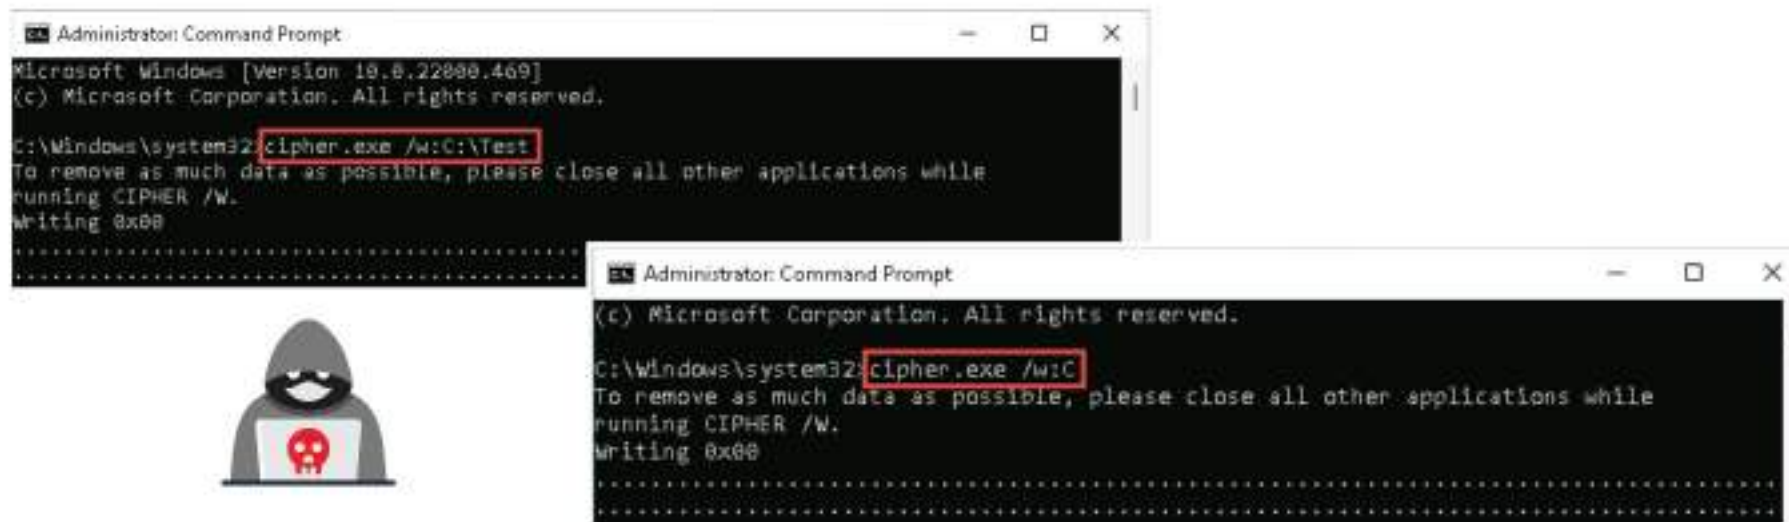 Administrator: Command Prompt
Microsoft Windows [Version 10.0.22000.469]
(c) Microsoft Corporation. All rights reserved.
C:\Windows\system32>cipher.exe /w:C:\Test
To remove as much data as possible, please close all other applications while
running CIPHER /W.
Writing 0x00
Administrator: Command Prompt
(c) Microsoft Corporation. All rights reserved.
C:\Windows\system32>cipher.exe /w:C
To remove as much data as possible, please close all other applications while
running CIPHER /W.
Writing 0x00